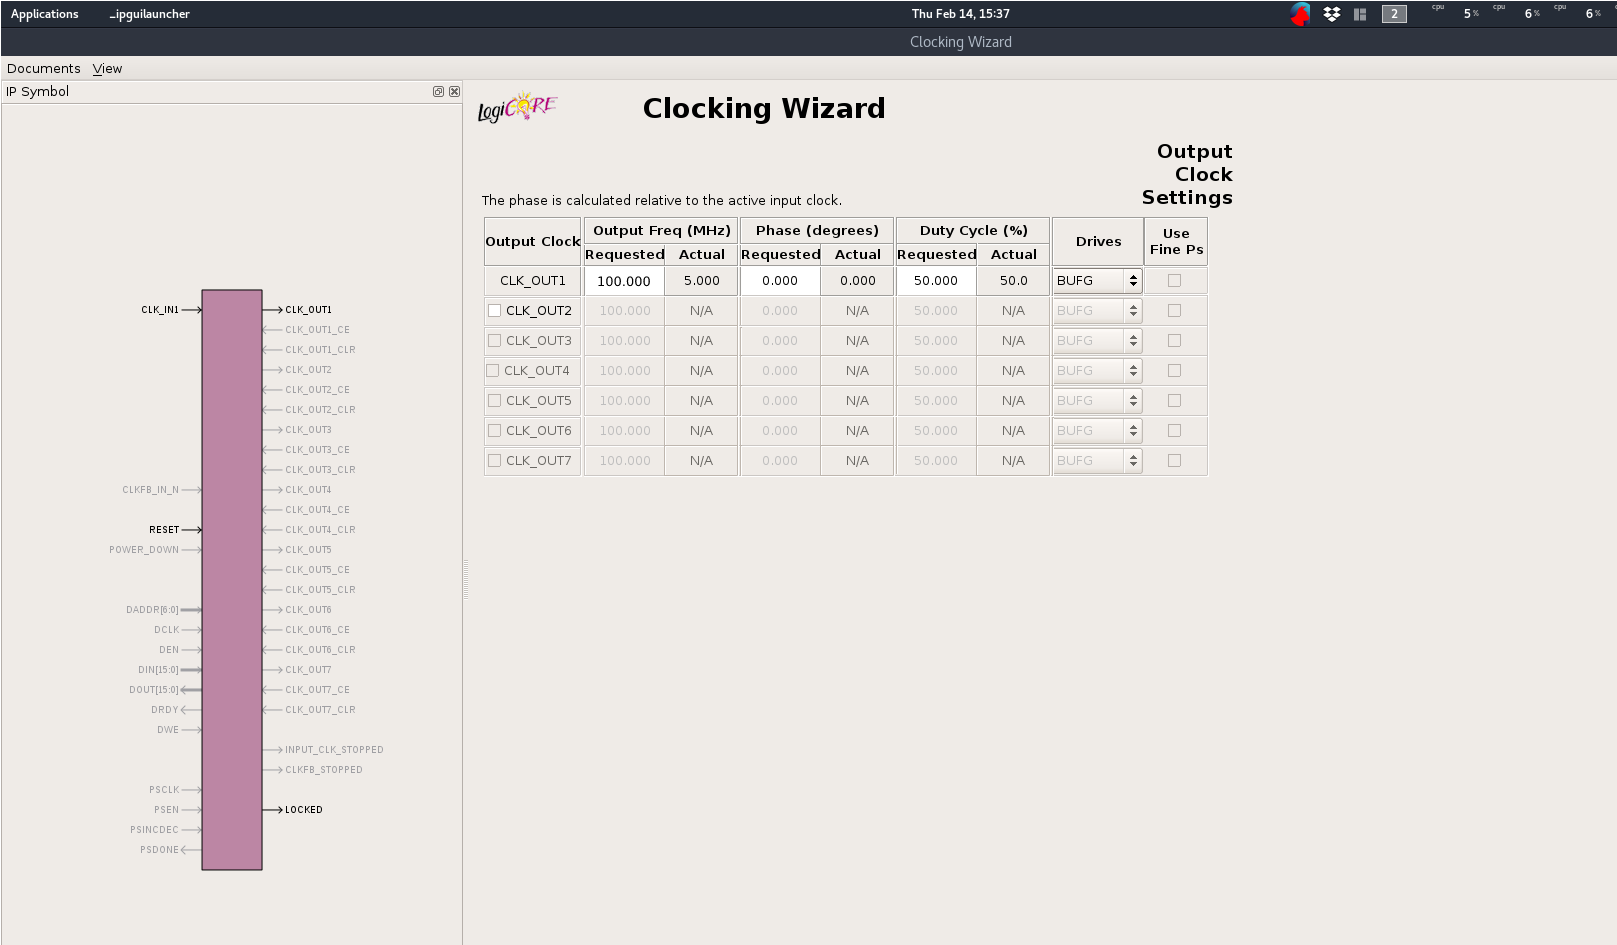 Applications _ipguilauncher Thu Feb 14, 15:37 2 cpu 5% cpu 6% cpu 6%
Clocking Wizard
Documents View
IP Symbol
LogiCORE Clocking Wizard
Output
Clock
Settings
The phase is calculated relative to the active input clock.
Output Clock Output Freq (MHz) Phase (degrees) Duty Cycle (%) Drives Use Fine Ps
Requested Actual Requested Actual Requested Actual
CLK_OUT1 100.000 5.000 0.000 0.000 50.000 50.0 BUFG
CLK_OUT2 100.000 N/A 0.000 N/A 50.000 N/A BUFG
CLK_OUT3 100.000 N/A 0.000 N/A 50.000 N/A BUFG
CLK_OUT4 100.000 N/A 0.000 N/A 50.000 N/A BUFG
CLK_OUT5 100.000 N/A 0.000 N/A 50.000 N/A BUFG
CLK_OUT6 100.000 N/A 0.000 N/A 50.000 N/A BUFG
CLK_OUT7 100.000 N/A 0.000 N/A 50.000 N/A BUFG
CLK_IN1 CLK_OUT1
CLK_OUT1_CE
CLK_OUT1_CLR
CLK_OUT2
CLK_OUT2_CE
CLK_OUT2_CLR
CLK_OUT3
CLK_OUT3_CE
CLK_OUT3_CLR
CLKFB_IN_N CLK_OUT4
CLK_OUT4_CE
RESET CLK_OUT4_CLR
POWER_DOWN CLK_OUT5
CLK_OUT5_CE
CLK_OUT5_CLR
DADDR[6:0] CLK_OUT6
DCLK CLK_OUT6_CE
DEN CLK_OUT6_CLR
DIN[15:0] CLK_OUT7
DOUT[15:0] CLK_OUT7_CE
DRDY CLK_OUT7_CLR
DWE
INPUT_CLK_STOPPED
CLKFB_STOPPED
PSCLK
PSEN LOCKED
PSINCDEC
PSDONE